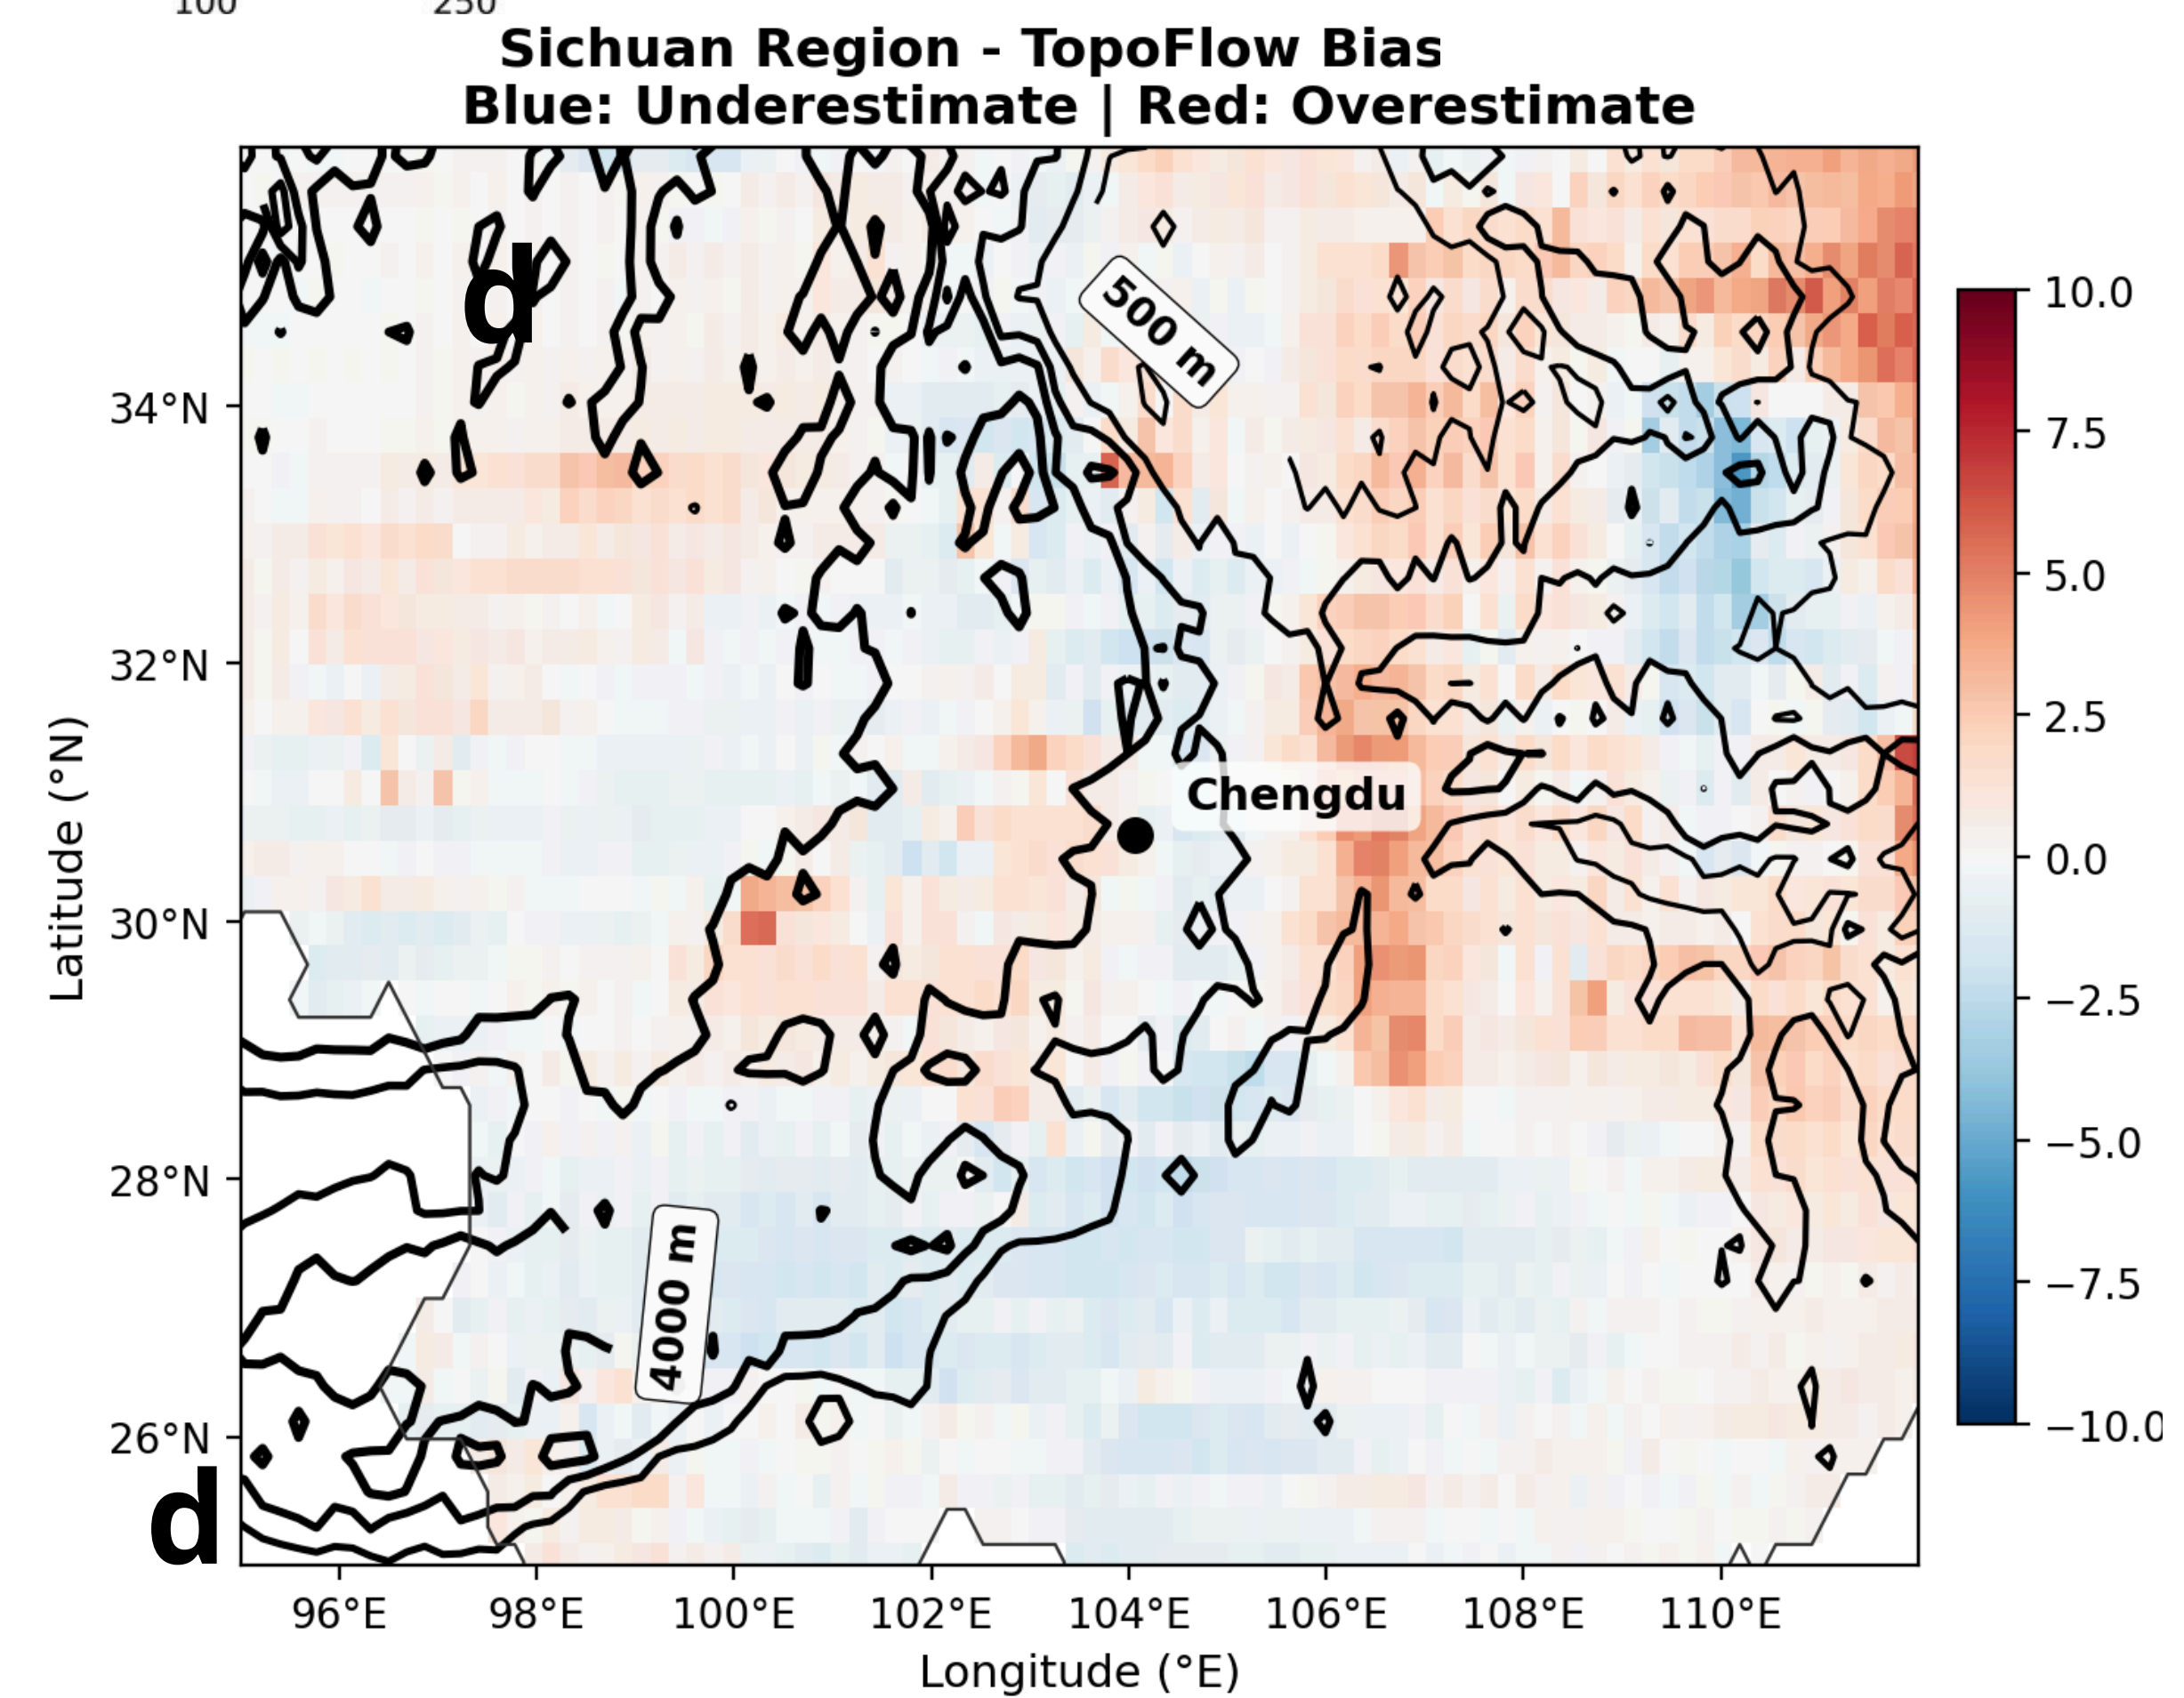 100 250
Sichuan Region - TopoFlow Bias
Blue: Underestimate | Red: Overestimate
d
500 m
Chengdu
4000 m
d
34°N
32°N
30°N
28°N
26°N
Latitude (°N)
96°E 98°E 100°E 102°E 104°E 106°E 108°E 110°E
Longitude (°E)
10.0
7.5
5.0
2.5
0.0
−2.5
−5.0
−7.5
−10.0